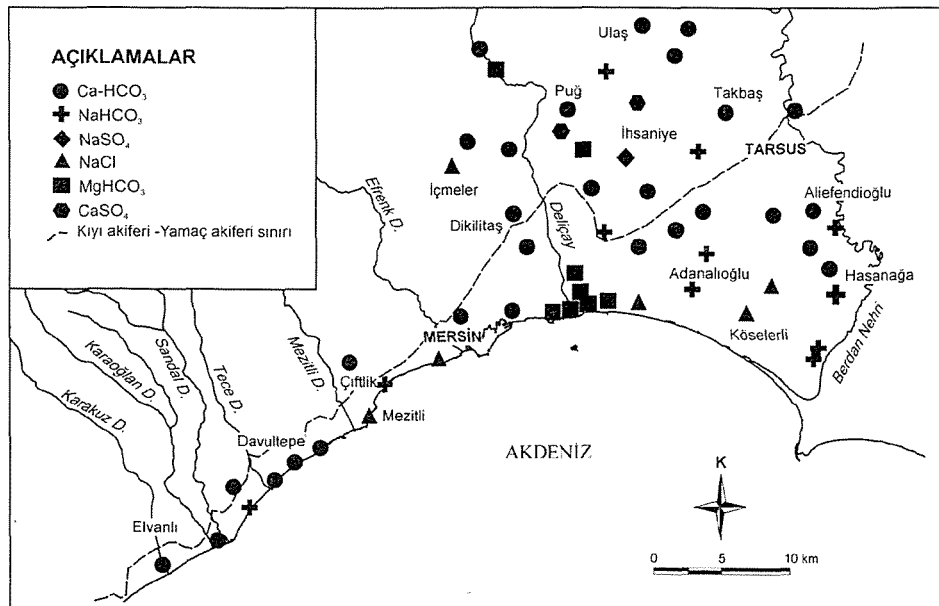 AÇIKLAMALAR
Ca-HCO₃
NaHCO₃
NaSO₄
NaCl
MgHCO₃
CaSO₄
Kıyı akiferi -Yamaç akiferi sınırı
Ulaş
Puğ
Takbaş
İhsaniye
TARSUS
İçmeler
Efrenk D.
Deliçay
Aliefendioğlu
Dikilitaş
Adanalıoğlu
Hasanağa
MERSİN
Köselerli
Berdan Nehri
Mezitli D.
Sandal D.
Karaoğlan D.
Tece D.
Karakuz D.
Çiftlik
Mezitli
Davultepe
AKDENİZ
K
Elvanlı
0 5 10 km